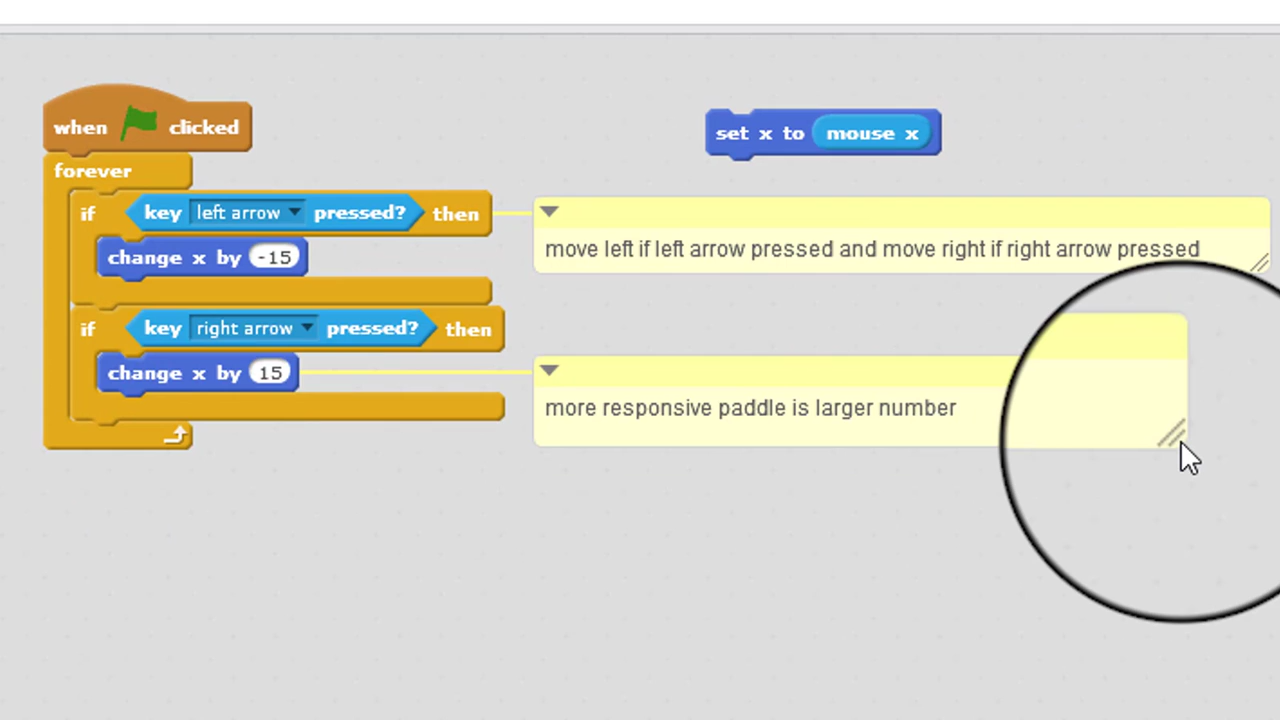 when clicked
set x to mouse x
forever
if key left arrow pressed? then
move left if left arrow pressed and move right if right arrow pressed
change x by -15
if key right arrow pressed? then
change x by 15
more responsive paddle is larger number